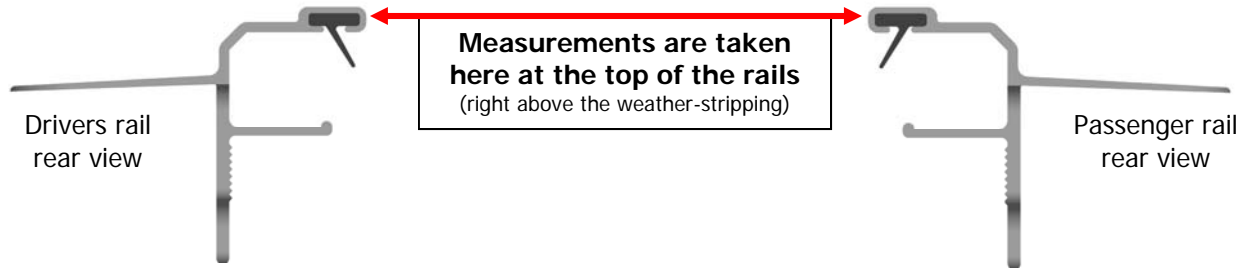 Measurements are taken
here at the top of the rails
(right above the weather-stripping)
Drivers rail
rear view
Passenger rail
rear view